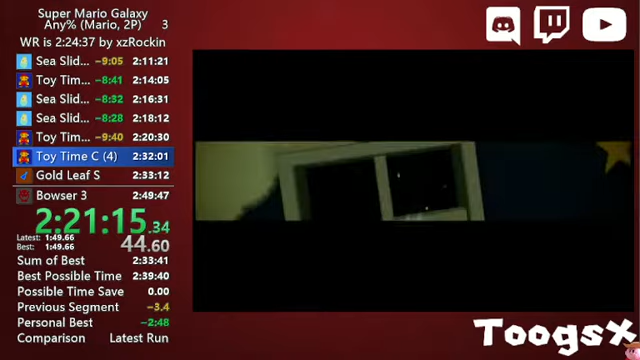 Super Mario Galaxy
Any% (Mario, 2P) 3
WR is 2:24:37 by xzRockin
Sea Slid... −9:05 2:11:21
Toy Time... −8:41 2:14:05
Sea Slid... −8:32 2:16:31
Sea Slid... −8:28 2:18:12
Toy Tim... −9:40 2:20:30
Toy Time C (4) 2:32:01
Gold Leaf S 2:33:12
Bowser 3 2:49:47
2:21:15.34
Latest: 1:49.66
Best: 1:49.66
44.60
Sum of Best 2:33:41
Best Possible Time 2:39:40
Possible Time Save 0.00
Previous Segment −3.4
Personal Best −2:48
Comparison Latest Run
ToogsX